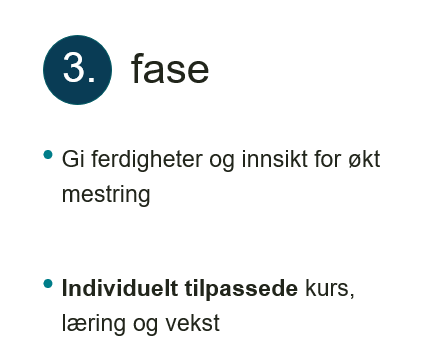 3. fase
• Gi ferdigheter og innsikt for økt
mestring
• Individuelt tilpassede kurs,
læring og vekst